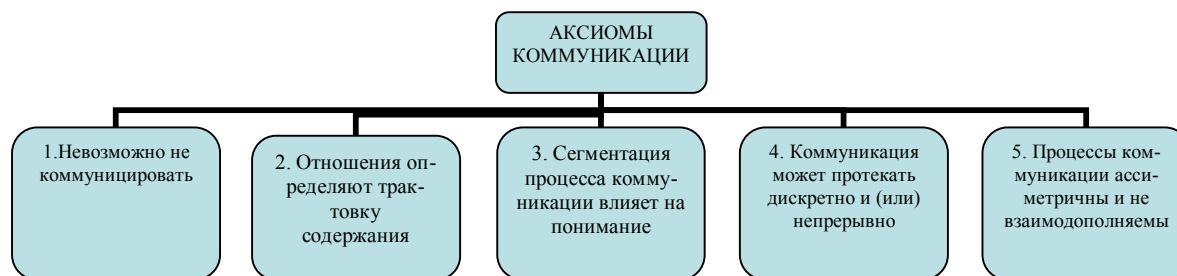 АКСИОМЫ
КОММУНИКАЦИИ
1.Невозможно не
коммуницировать
2. Отношения оп-
ределяют трак-
товку
содержания
3. Сегментация
процесса комму-
никации влияет на
понимание
4. Коммуникация
может протекать
дискретно и (или)
непрерывно
5. Процессы ком-
муникации асси-
метричны и не
взаимодополняемы